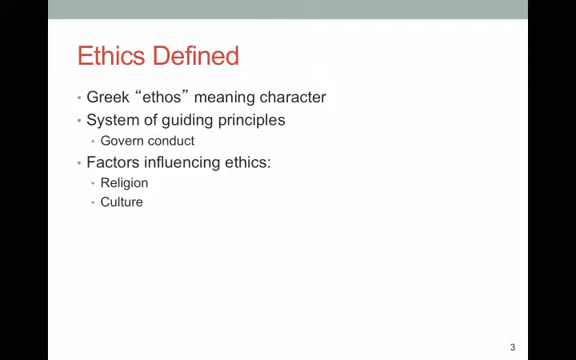 Ethics Defined
• Greek “ethos” meaning character
• System of guiding principles
• Govern conduct
• Factors influencing ethics:
• Religion
• Culture
3